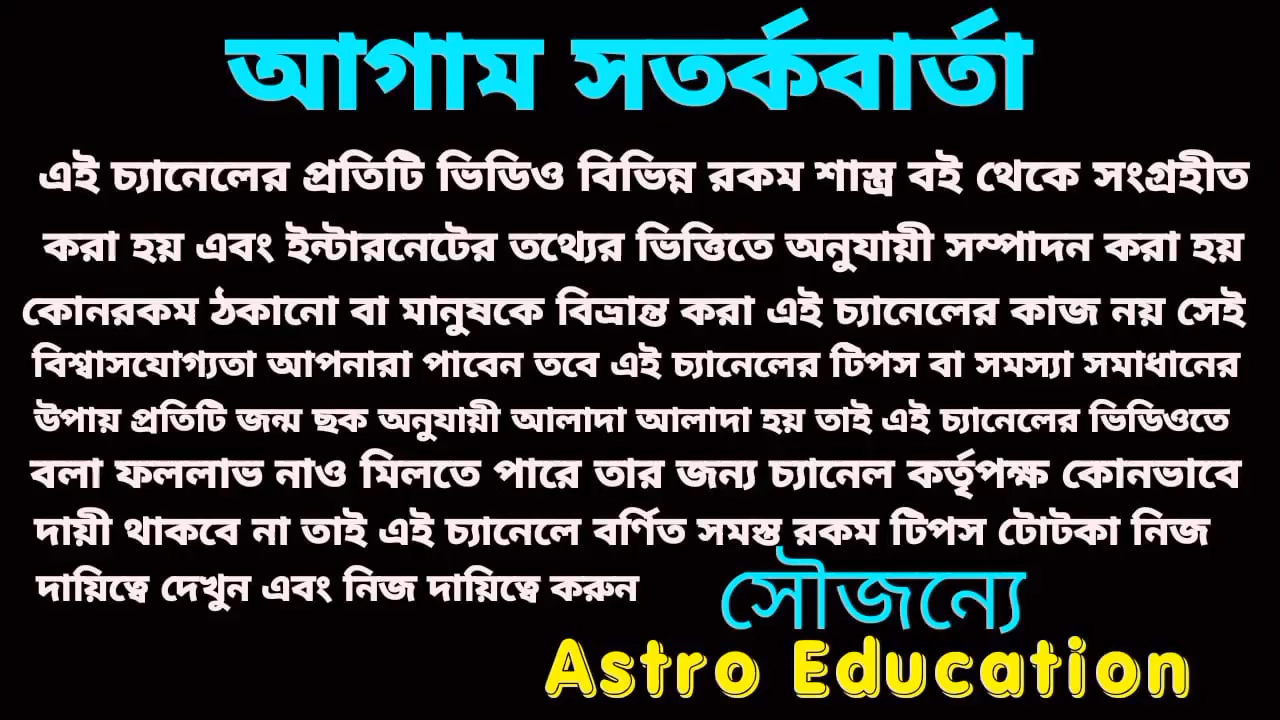 আগাম সতর্কবার্তা
এই চ্যানেলের প্রতিটি ভিডিও বিভিন্ন রকম শাস্ত্র বই থেকে সংগ্রহীত
করা হয় এবং ইন্টারনেটের তথ্যের ভিত্তিতে অনুযায়ী সম্পাদন করা হয়
কোনরকম ঠকানো বা মানুষকে বিভ্রান্ত করা এই চ্যানেলের কাজ নয় সেই
বিশ্বাসযোগ্যতা আপনারা পাবেন তবে এই চ্যানেলের টিপস বা সমস্যা সমাধানের
উপায় প্রতিটি জন্ম ছক অনুযায়ী আলাদা আলাদা হয় তাই এই চ্যানেলের ভিডিওতে
বলা ফললাভ নাও মিলতে পারে তার জন্য চ্যানেল কর্তৃপক্ষ কোনভাবে
দায়ী থাকবে না তাই এই চ্যানেলে বর্ণিত সমস্ত রকম টিপস টোটকা নিজ
দায়িত্বে দেখুন এবং নিজ দায়িত্বে করুন
সৌজন্যে
Astro Education